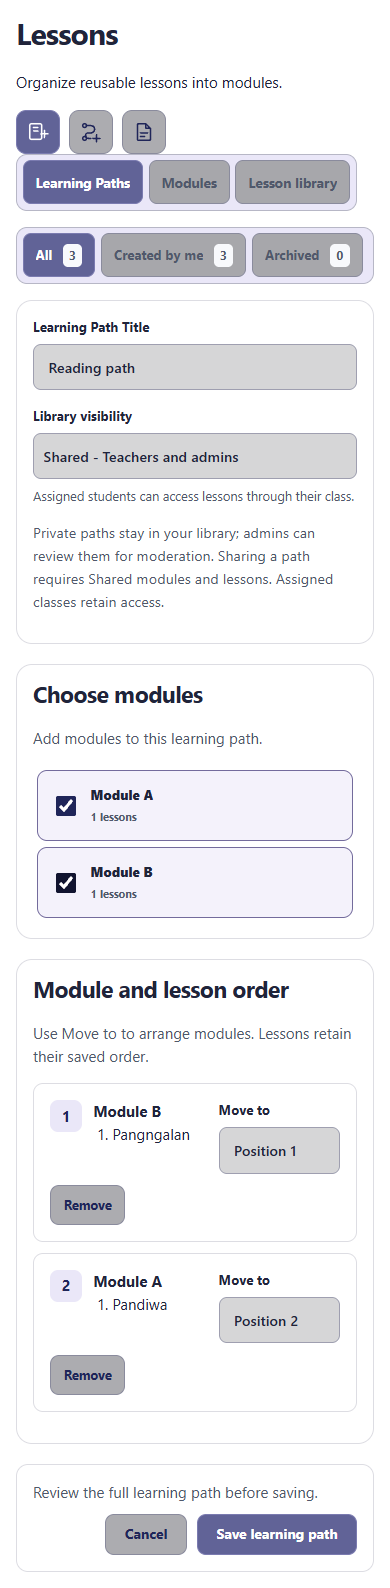 Lessons
Organize reusable lessons into modules.
Learning Paths
Modules
Lesson library
All 3
Created by me 3
Archived 0
Learning Path Title
Reading path
Library visibility
Shared - Teachers and admins
Assigned students can access lessons through their class.
Private paths stay in your library; admins can
review them for moderation. Sharing a path
requires Shared modules and lessons. Assigned
classes retain access.
Choose modules
Add modules to this learning path.
Module A
1 lessons
Module B
1 lessons
Module and lesson order
Use Move to to arrange modules. Lessons retain
their saved order.
1
Module B
1. Pangngalan
Move to
Position 1
Remove
2
Module A
1. Pandiwa
Move to
Position 2
Remove
Review the full learning path before saving.
Cancel
Save learning path